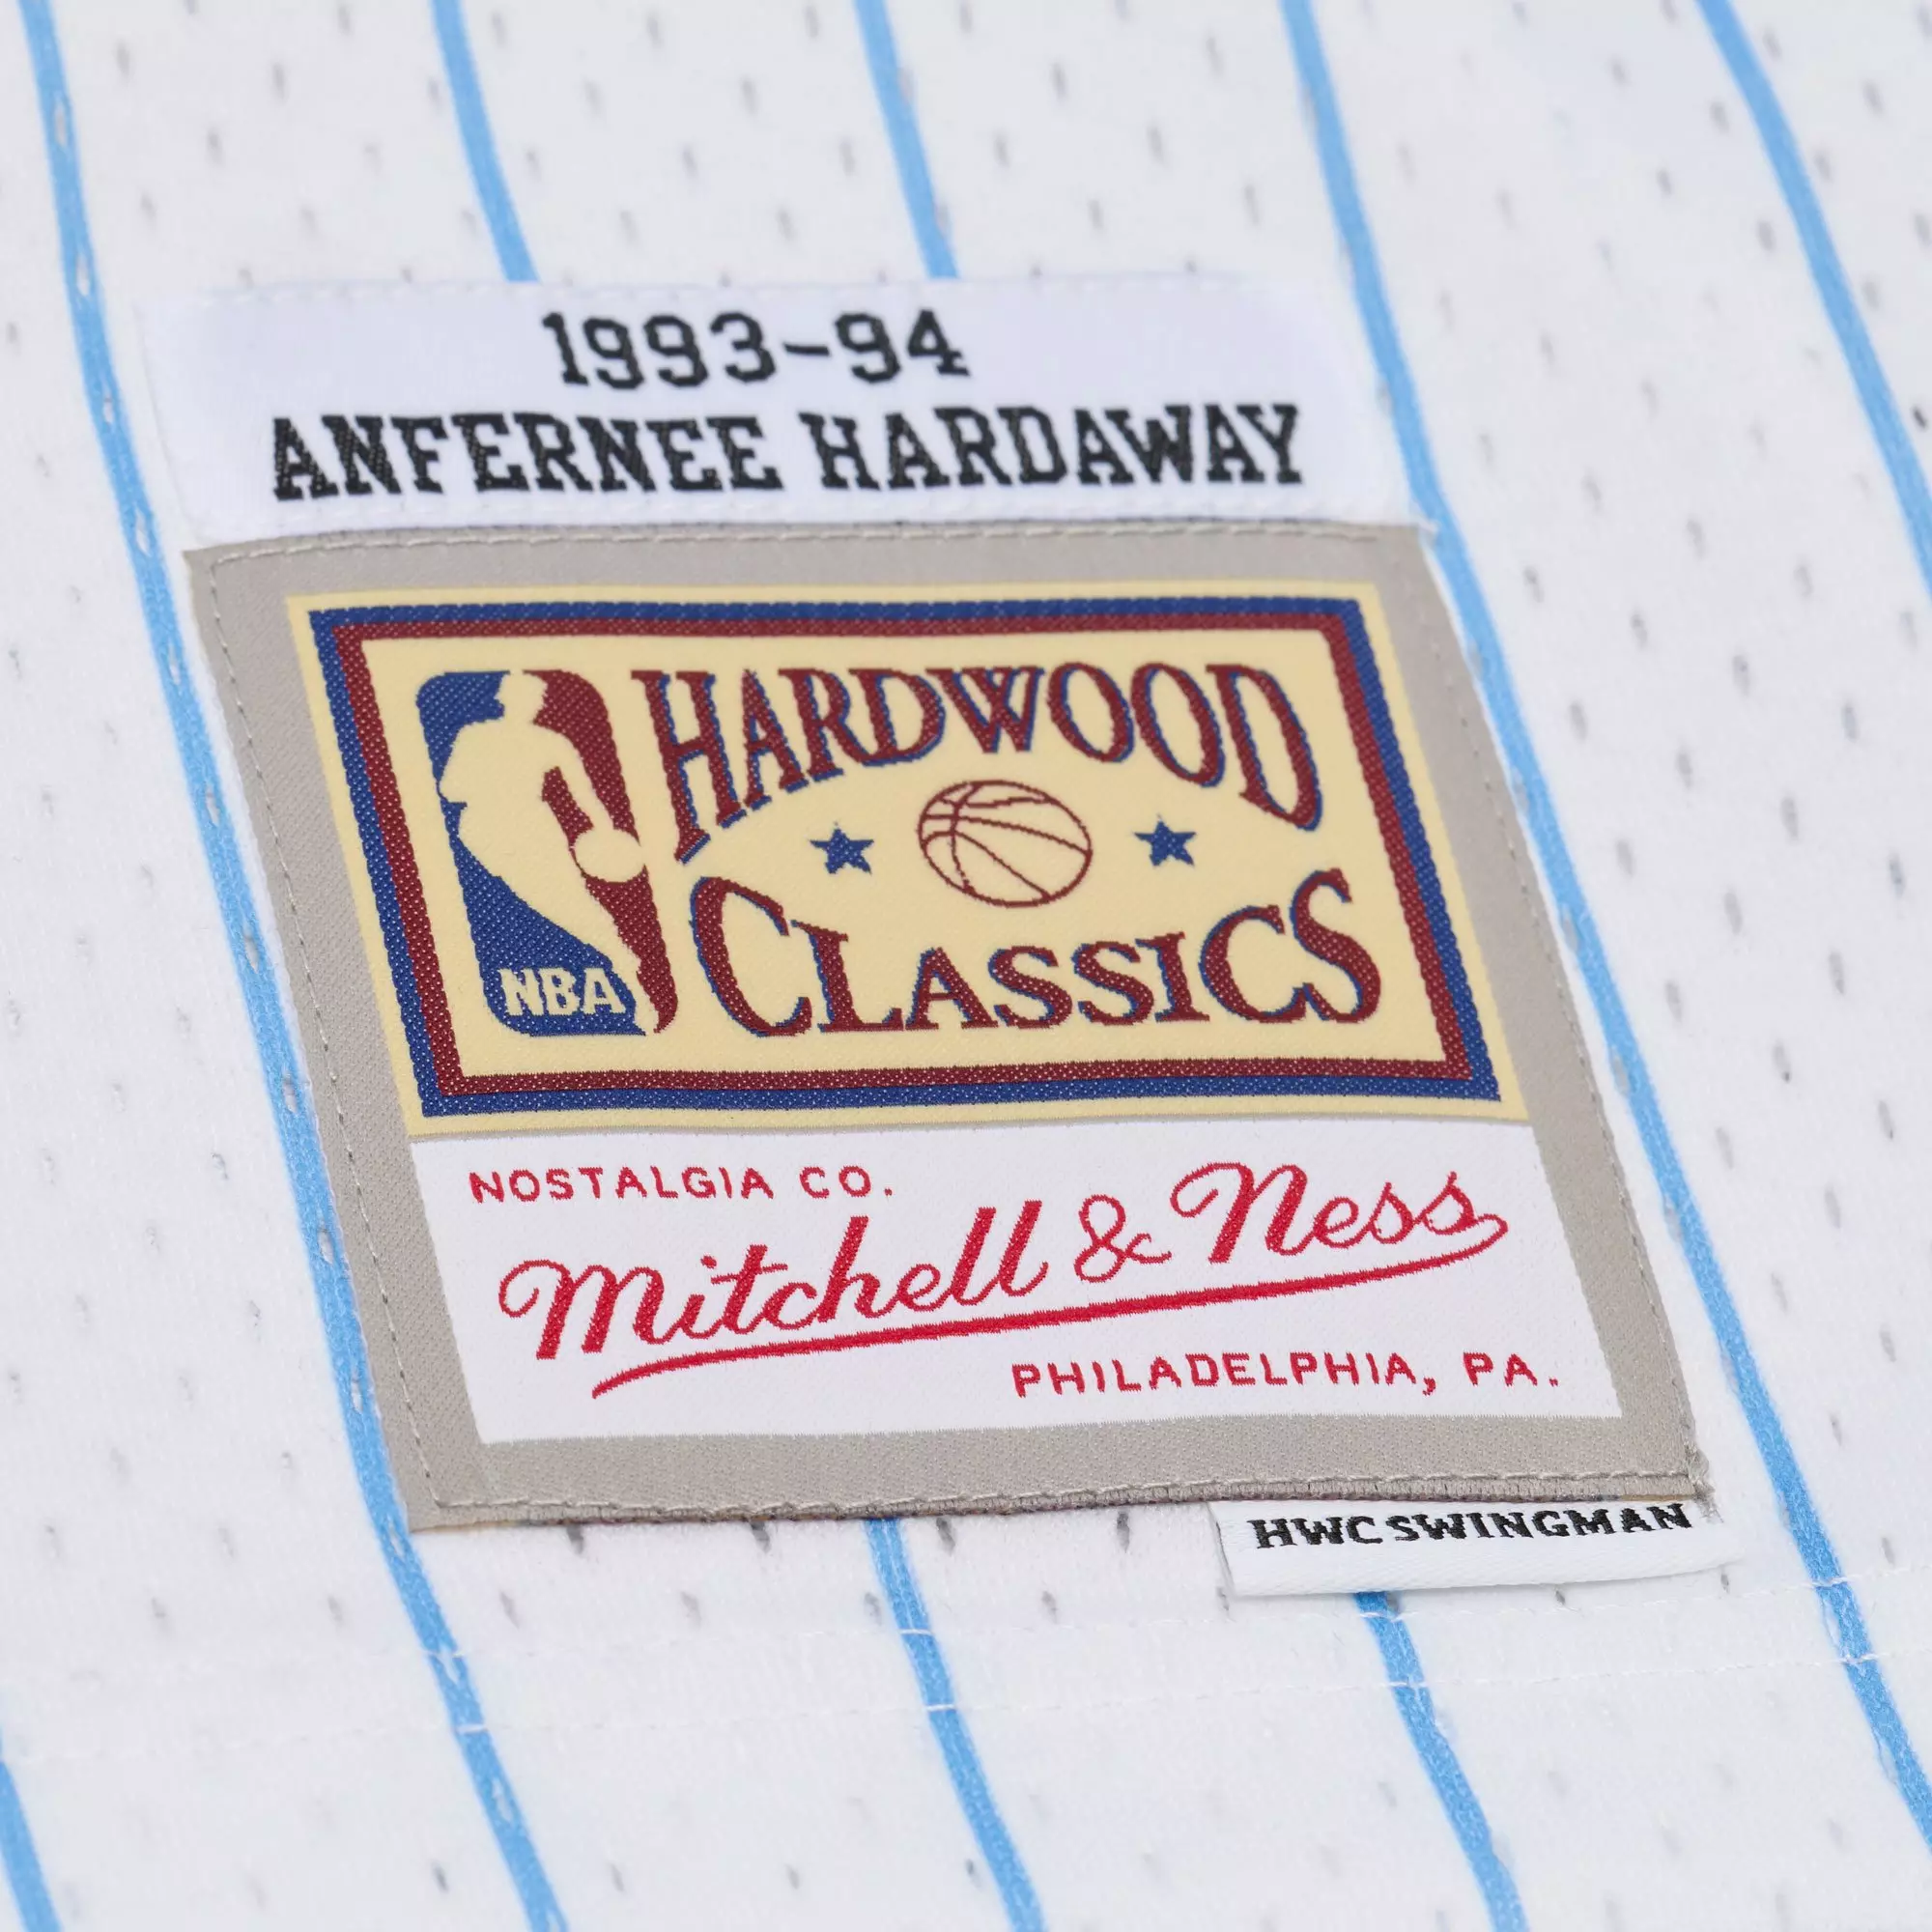 1993-94
ANFERNEE HARDAWAY
HARDWOOD
CLASSICS
NBA
NOSTALGIA CO.
Mitchell & Ness
PHILADELPHIA, PA.
HWC SWINGMAN